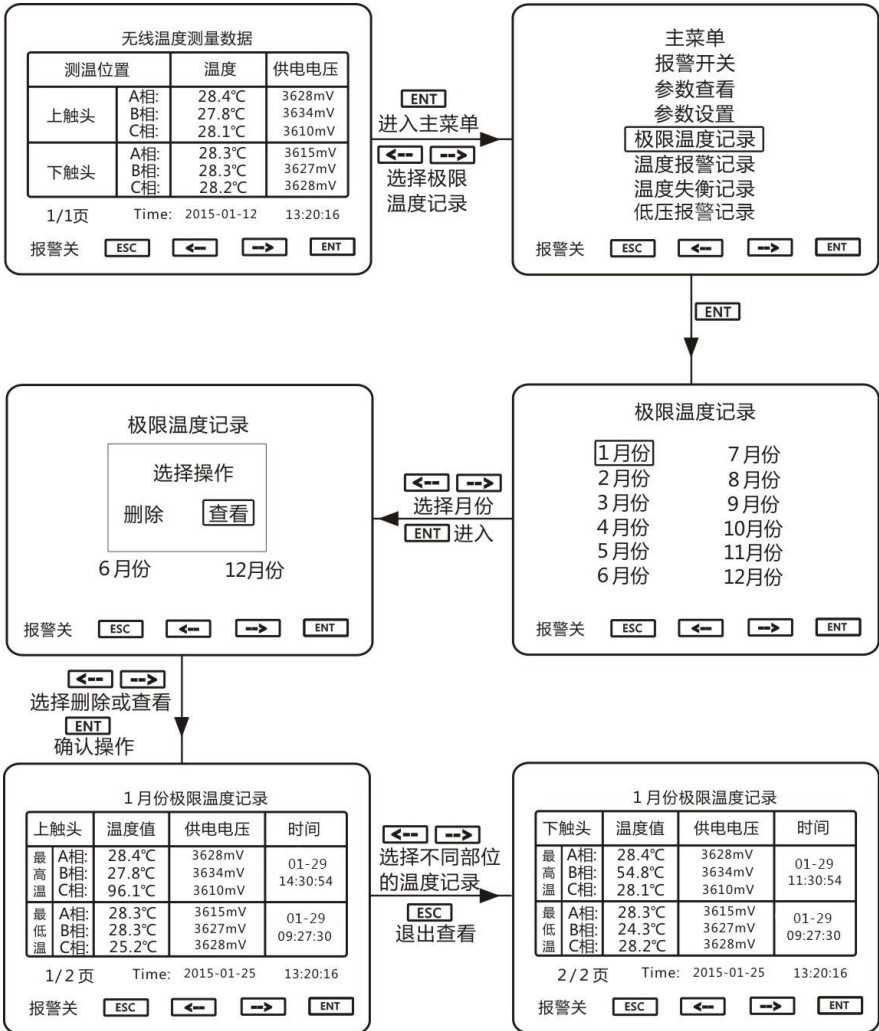 无线温度测量数据
测温位置 温度 供电电压
上触头 A相: 28.4℃ 3628mV
B相: 27.8℃ 3634mV
C相: 28.1℃ 3610mV
下触头 A相: 28.3℃ 3615mV
B相: 28.3℃ 3627mV
C相: 28.2℃ 3628mV
1/1页 Time: 2015-01-12 13:20:16
报警关 ESC <-- --> ENT
ENT
进入主菜单
<-- -->
选择极限
温度记录
主菜单
报警开关
参数查看
参数设置
极限温度记录
温度报警记录
温度失衡记录
低压报警记录
报警关 ESC <-- --> ENT
ENT
极限温度记录
1月份 7月份
2月份 8月份
3月份 9月份
4月份 10月份
5月份 11月份
6月份 12月份
报警关 ESC <-- --> ENT
<-- -->
选择月份
ENT 进入
极限温度记录
选择操作
删除 查看
6月份 12月份
报警关 ESC <-- --> ENT
<-- -->
选择删除或查看
ENT
确认操作
1月份极限温度记录
上触头 温度值 供电电压 时间
最高温 A相: 28.4℃ 3628mV 01-29
B相: 27.8℃ 3634mV 14:30:54
C相: 96.1℃ 3610mV
最低温 A相: 28.3℃ 3615mV 01-29
B相: 28.3℃ 3627mV 09:27:30
C相: 25.2℃ 3628mV
1/2页 Time: 2015-01-25 13:20:16
报警关 ESC <-- --> ENT
<-- -->
选择不同部位
的温度记录
ESC
退出查看
1月份极限温度记录
下触头 温度值 供电电压 时间
最高温 A相: 28.4℃ 3628mV 01-29
B相: 54.8℃ 3634mV 11:30:54
C相: 28.1℃ 3610mV
最低温 A相: 28.3℃ 3615mV 01-29
B相: 24.3℃ 3627mV 09:27:30
C相: 28.2℃ 3628mV
2/2页 Time: 2015-01-25 13:20:16
报警关 ESC <-- --> ENT